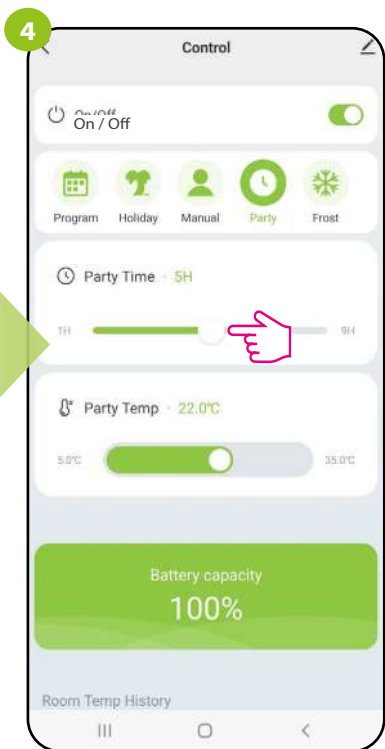 4
Control
On/Off
On / Off
Program Holiday Manual Party Frost
Party Time · 5H
1H 9H
Party Temp · 22.0°C
5.0°C 35.0°C
Battery capacity
100%
Room Temp History